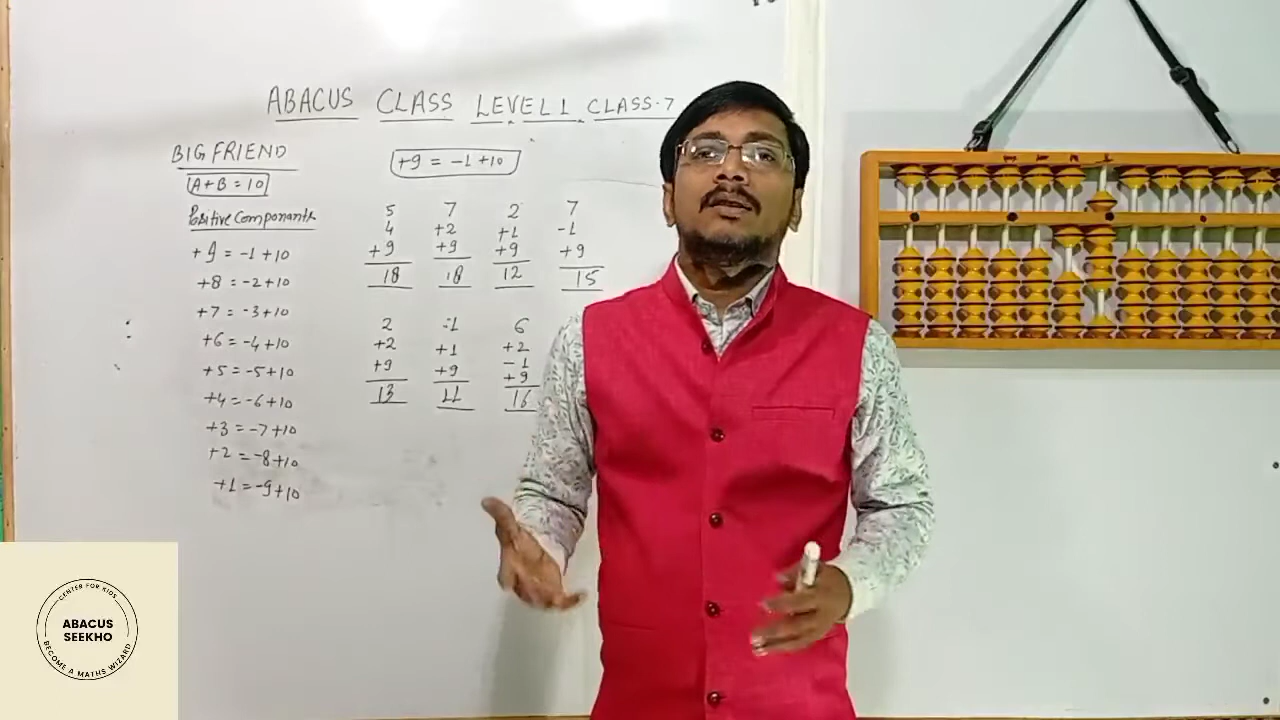 ABACUS CLASS LEVEL 1 CLASS-7
BIG FRIEND
A+B = 10
Positive Componants
+9 = -1+10
+8 = -2+10
+7 = -3+10
+6 = -4+10
+5 = -5+10
+4 = -6+10
+3 = -7+10
+2 = -8+10
+1 = -9+10
+9 = -1+10
5 7 2 7
4 +2 +1 -1
+9 +9 +9 +9
18 18 12 15
2 1 6
+2 +1 +2
+9 +9 -1
+9
13 11 16
CENTER FOR KIDS
ABACUS
SEEKHO
BECOME A MATHS WIZARD